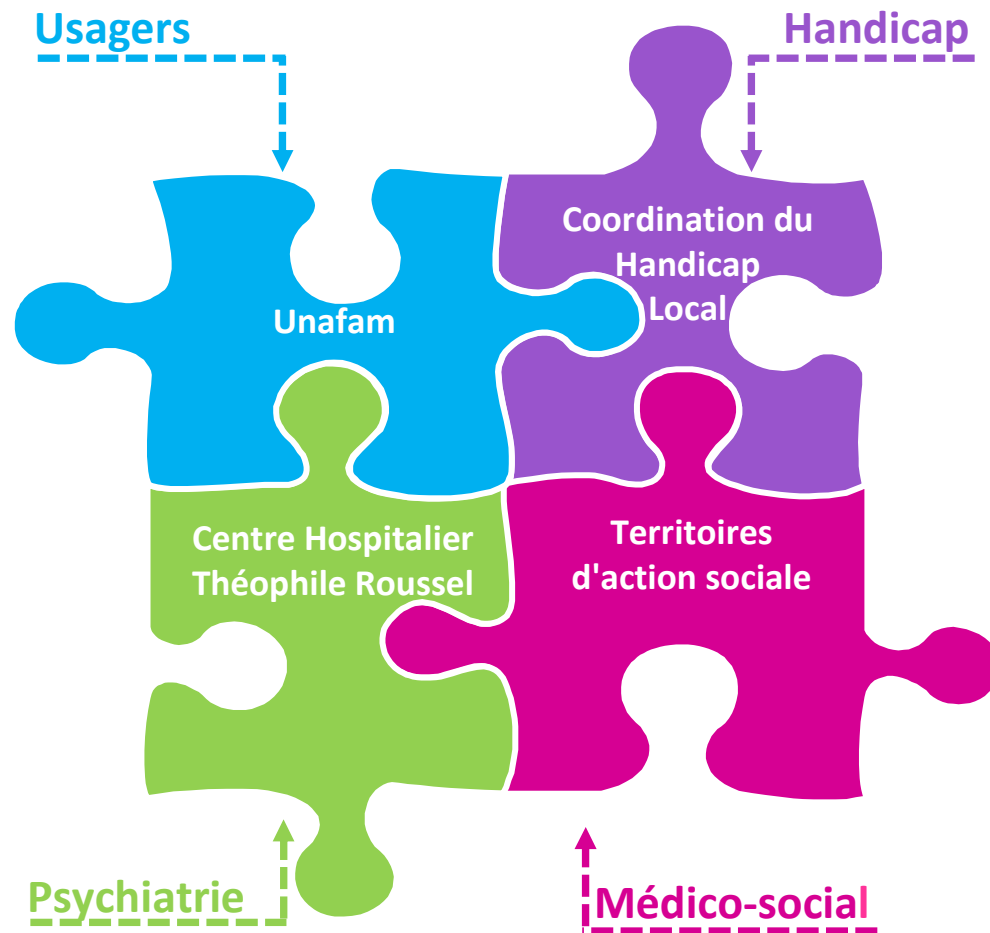 Usagers
Handicap
Coordination du
Handicap
Local
Unafam
Centre Hospitalier
Théophile Roussel
Territoires
d'action sociale
Psychiatrie
Médico-social